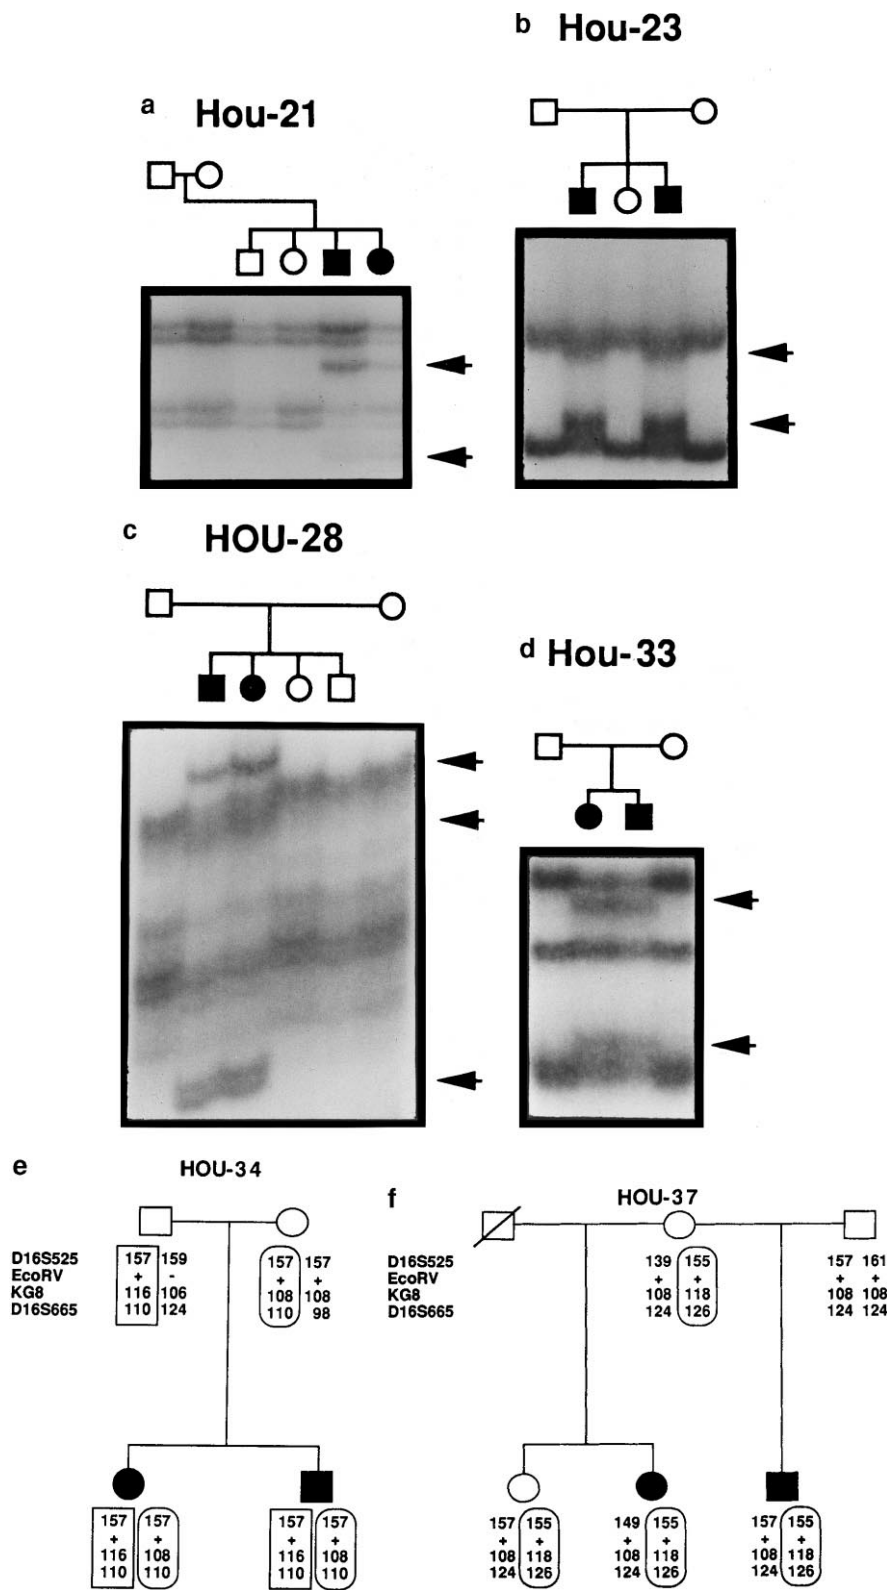 a Hou-21
b Hou-23
c HOU-28
d Hou-33
e HOU-34
D16S525 157 159 157 157
EcoRV + - + +
KG8 116 106 108 108
D16S665 110 124 110 98
157 157 157 157
+ + + +
116 108 116 108
110 110 110 110
f HOU-37
D16S525 139 155 157 161
EcoRV + + + +
KG8 108 118 108 108
D16S665 124 126 124 124
157 155 149 155 157 155
+ + + + + +
108 118 108 118 108 118
124 126 124 126 124 126